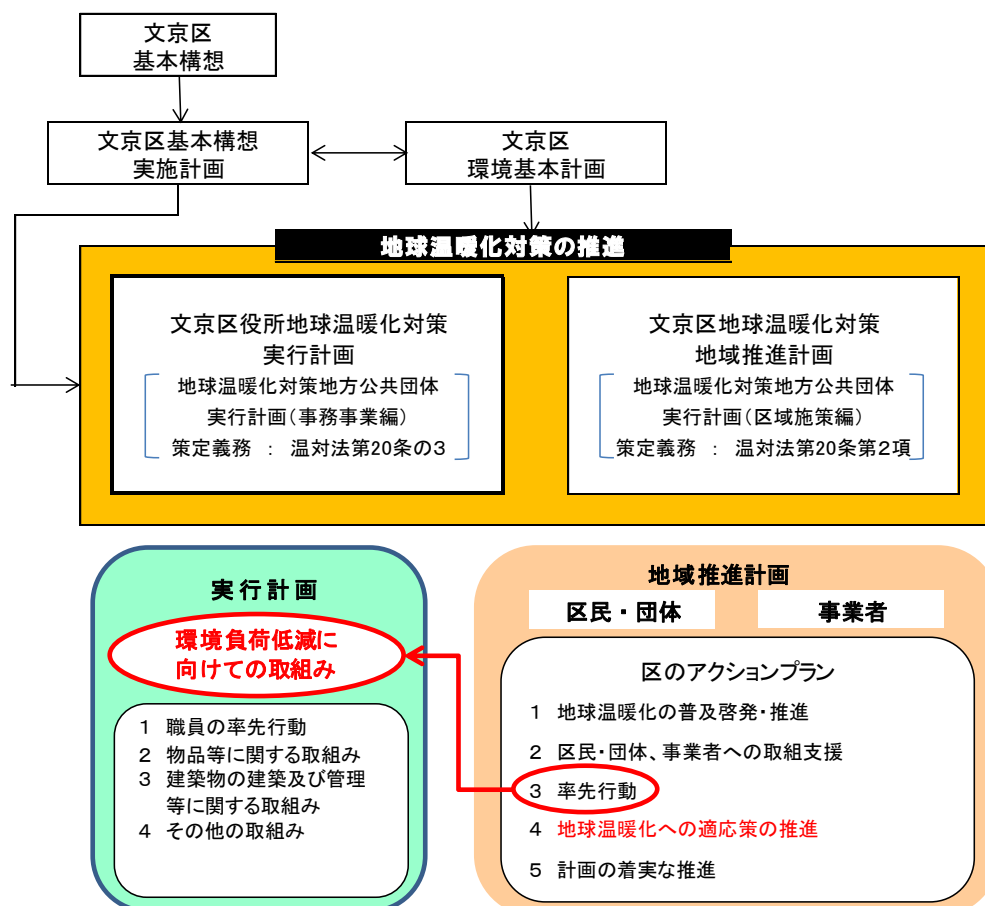 文京区
基本構想
文京区基本構想
実施計画
文京区
環境基本計画
地球温暖化対策の推進
文京区役所地球温暖化対策
実行計画
地球温暖化対策地方公共団体
実行計画(事務事業編)
策定義務 : 温対法第20条の3
文京区地球温暖化対策
地域推進計画
地球温暖化対策地方公共団体
実行計画(区域施策編)
策定義務 : 温対法第20条第2項
実行計画
環境負荷低減に
向けての取組み
1 職員の率先行動
2 物品等に関する取組み
3 建築物の建築及び管理
等に関する取組み
4 その他の取組み
地域推進計画
区民・団体
事業者
区のアクションプラン
1 地球温暖化の普及啓発・推進
2 区民・団体、事業者への取組支援
3 率先行動
4 地球温暖化への適応策の推進
5 計画の着実な推進